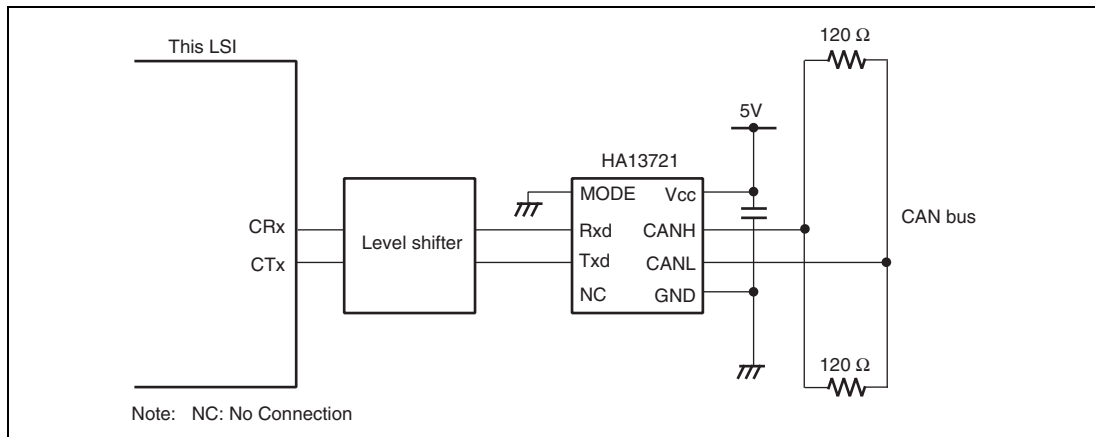 120 Ω
This LSI
5V
HA13721
MODE Vcc
CRx Rxd CANH CAN bus
Level shifter
CTx Txd CANL
NC GND
120 Ω
Note: NC: No Connection